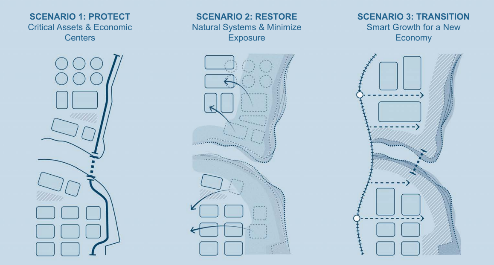 SCENARIO 1: PROTECT
Critical Assets & Economic
Centers
SCENARIO 2: RESTORE
Natural Systems & Minimize
Exposure
SCENARIO 3: TRANSITION
Smart Growth for a New
Economy